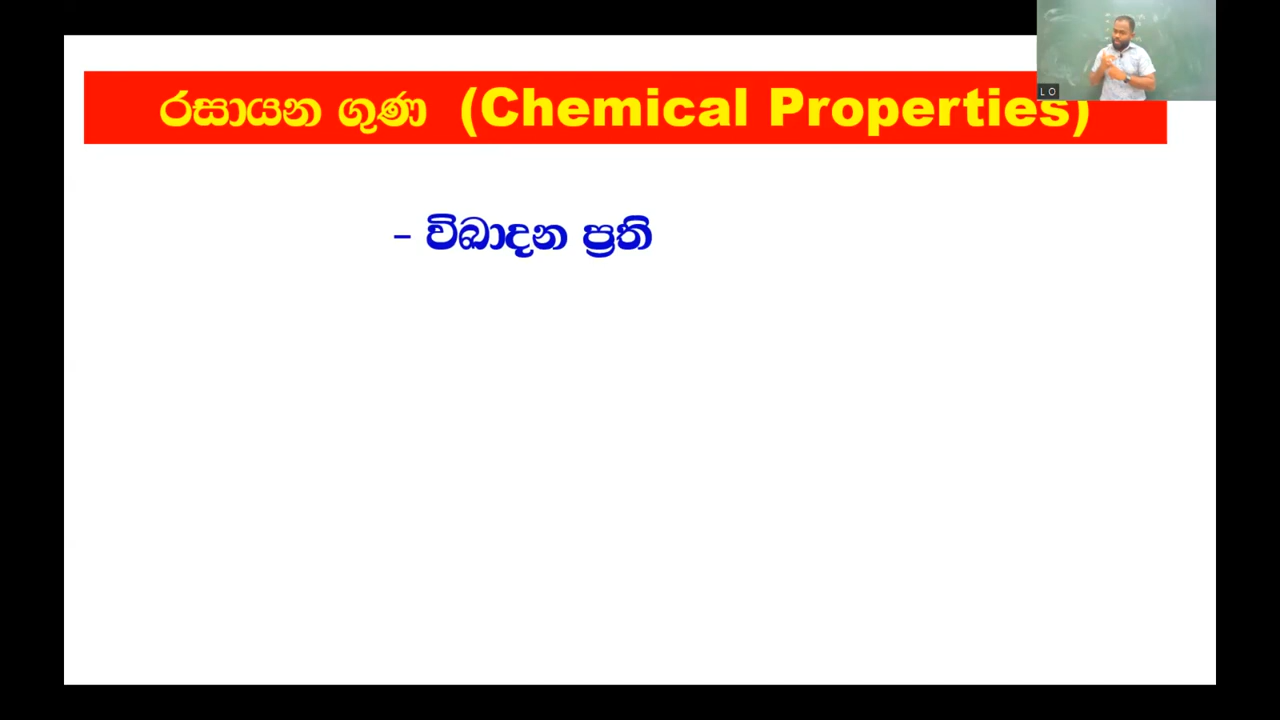 රසායන ගුණ (Chemical Properties)
L O
– විඛාදන ප්‍රති